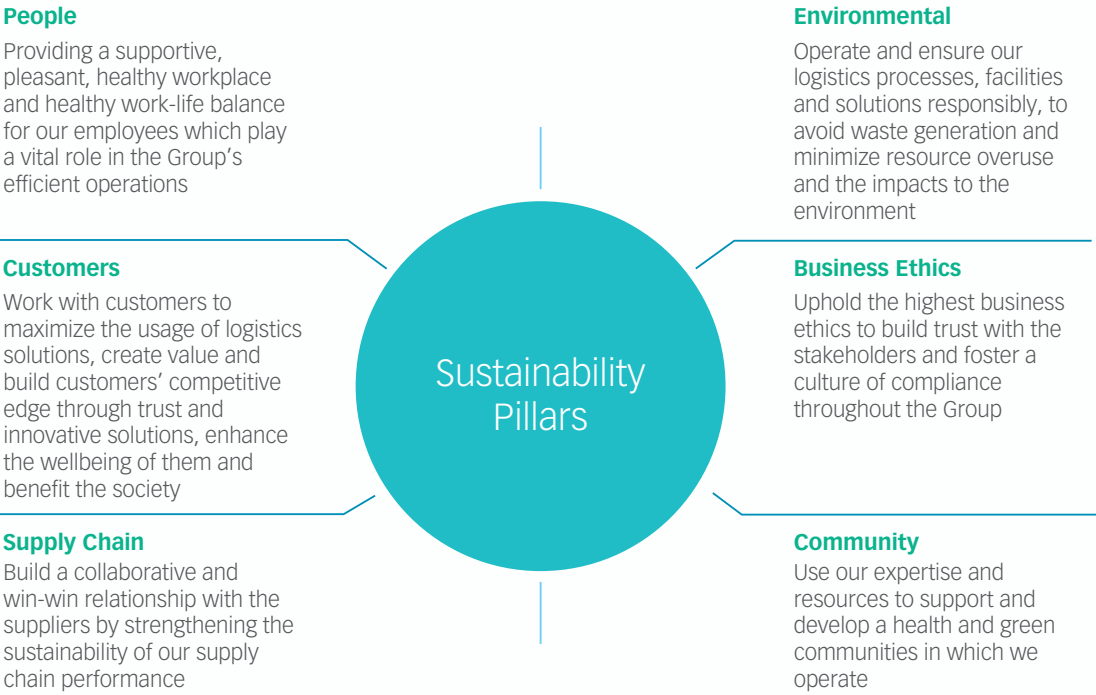 People
Providing a supportive,
pleasant, healthy workplace
and healthy work-life balance
for our employees which play
a vital role in the Group's
efficient operations
Customers
Work with customers to
maximize the usage of logistics
solutions, create value and
build customers' competitive
edge through trust and
innovative solutions, enhance
the wellbeing of them and
benefit the society
Supply Chain
Build a collaborative and
win-win relationship with the
suppliers by strengthening the
sustainability of our supply
chain performance
Sustainability
Pillars
Environmental
Operate and ensure our
logistics processes, facilities
and solutions responsibly, to
avoid waste generation and
minimize resource overuse
and the impacts to the
environment
Business Ethics
Uphold the highest business
ethics to build trust with the
stakeholders and foster a
culture of compliance
throughout the Group
Community
Use our expertise and
resources to support and
develop a health and green
communities in which we
operate